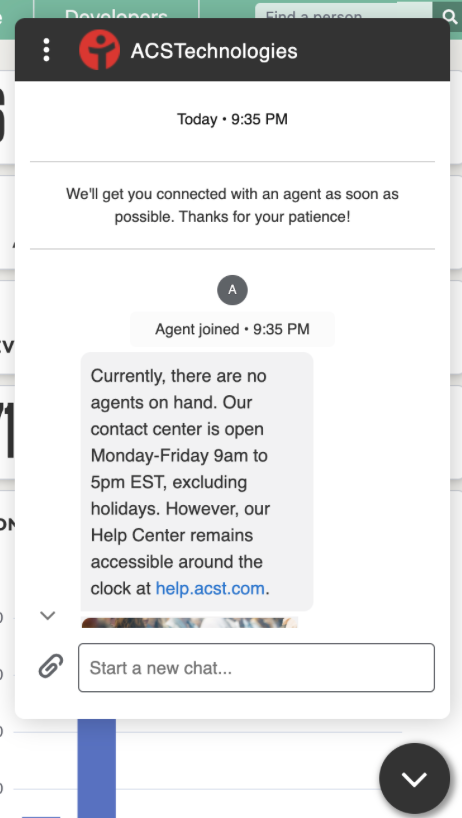 Developers
Find a person
ACSTechnologies
Today • 9:35 PM
We'll get you connected with an agent as soon as
possible. Thanks for your patience!
A
Agent joined • 9:35 PM
Currently, there are no
agents on hand. Our
contact center is open
Monday-Friday 9am to
5pm EST, excluding
holidays. However, our
Help Center remains
accessible around the
clock at help.acst.com.
Start a new chat...